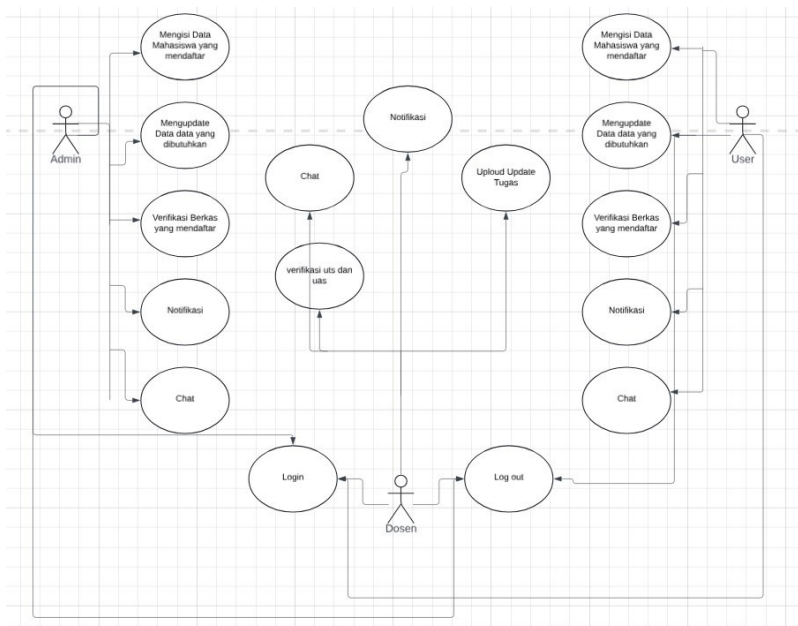 Mengisi Data
Mahasiswa yang
mendaftar
Mengisi Data
Mahasiswa yang
mendaftar
Notifikasi
Mengupdate
Data data yang
dibutuhkan
Mengupdate
Data data yang
dibutuhkan
Admin
User
Chat
Uploud Update
Tugas
Verifikasi Berkas
yang mendaftar
Verifikasi Berkas
yang mendaftar
verifikasi uts dan
uas
Notifikasi
Notifikasi
Chat
Chat
Login
Log out
Dosen